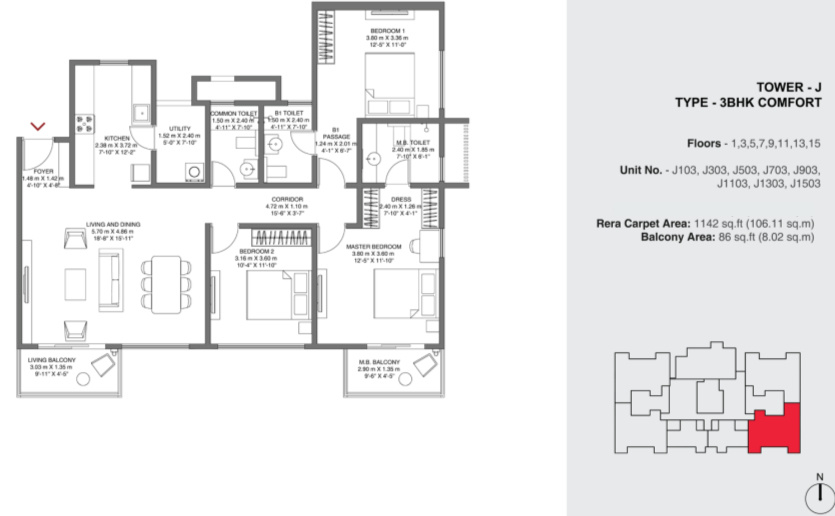 BEDROOM 1
3.80 m X 3.36 m
12'-5" X 11'-0"
KITCHEN
2.38 m X 3.72 m
7'-10" X 12'-2"
UTILITY
1.52 m X 2.40 m
5'-0" X 7'-10"
COMMON TOILET
1.50 m X 2.40 m
4'-11" X 7'-10"
B1 TOILET
1.50 m X 2.40 m
4'-11" X 7'-10"
B1
PASSAGE
1.24 m X 2.01 m
4'-1" X 6'-7"
M.B. TOILET
2.40 m X 1.85 m
7'-10" X 6'-1"
FOYER
1.48 m X 1.42 m
4'-10" X 4'-8"
CORRIDOR
4.72 m X 1.10 m
15'-6" X 3'-7"
DRESS
2.40 m X 1.26 m
7'-10" X 4'-1"
LIVING AND DINING
5.70 m X 4.86 m
18'-8" X 15'-11"
BEDROOM 2
3.16 m X 3.60 m
10'-4" X 11'-10"
MASTER BEDROOM
3.80 m X 3.60 m
12'-5" X 11'-10"
LIVING BALCONY
3.03 m X 1.35 m
9'-11" X 4'-5"
M.B. BALCONY
2.90 m X 1.35 m
9'-6" X 4'-5"
TOWER - J
TYPE - 3BHK COMFORT
Floors - 1,3,5,7,9,11,13,15
Unit No. - J103, J303, J503, J703, J903,
J1103, J1303, J1503
Rera Carpet Area: 1142 sq.ft (106.11 sq.m)
Balcony Area: 86 sq.ft (8.02 sq.m)
N